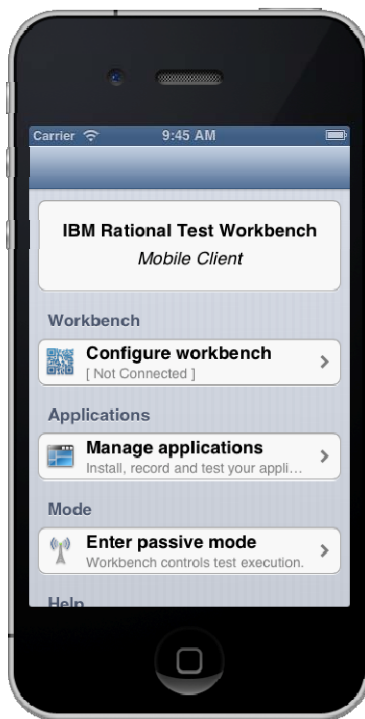 Carrier 9:45 AM
IBM Rational Test Workbench
Mobile Client
Workbench
Configure workbench
[ Not Connected ]
Applications
Manage applications
Install, record and test your appli...
Mode
Enter passive mode
Workbench controls test execution.
Help